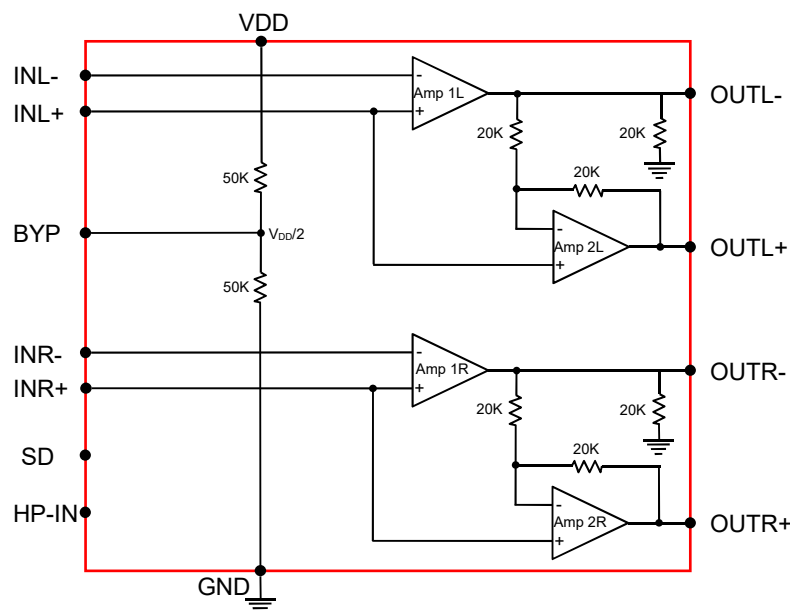 VDD
INL-
INL+
Amp 1L
-
+
OUTL-
20K
20K
50K
20K
BYP
V_DD/2
-
+
Amp 2L
OUTL+
50K
INR-
INR+
Amp 1R
-
+
OUTR-
20K
20K
20K
SD
HP-IN
-
+
Amp 2R
OUTR+
GND